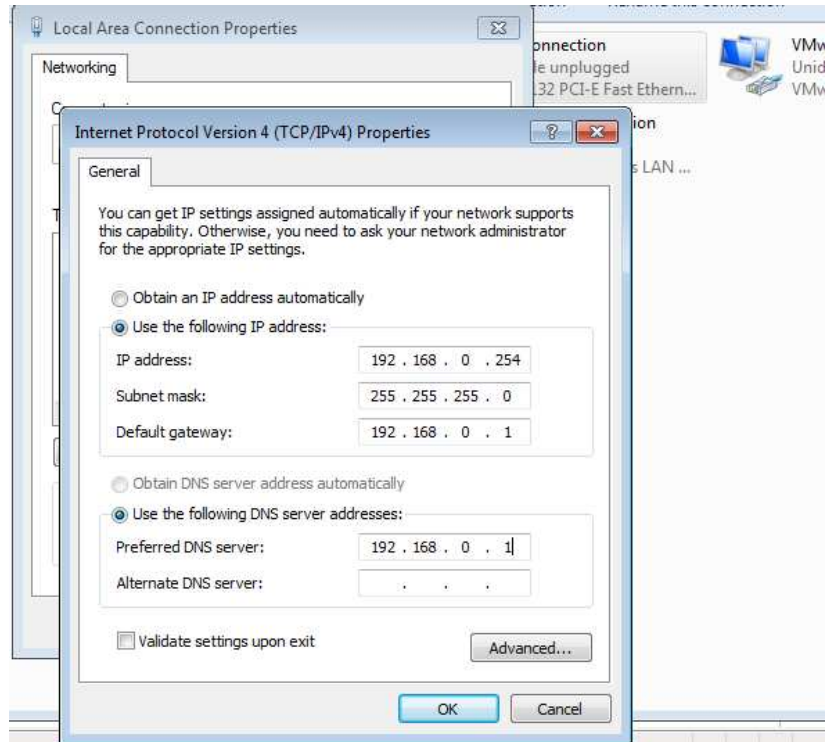 Local Area Connection Properties
Networking
onnection
le unplugged
132 PCI-E Fast Ethern...
VMw
Unid
VMw
ion
s LAN ...
Internet Protocol Version 4 (TCP/IPv4) Properties
General
You can get IP settings assigned automatically if your network supports
this capability. Otherwise, you need to ask your network administrator
for the appropriate IP settings.
Obtain an IP address automatically
Use the following IP address:
IP address: 192 . 168 . 0 . 254
Subnet mask: 255 . 255 . 255 . 0
Default gateway: 192 . 168 . 0 . 1
Obtain DNS server address automatically
Use the following DNS server addresses:
Preferred DNS server: 192 . 168 . 0 . 1
Alternate DNS server: . . .
Validate settings upon exit
Advanced...
OK Cancel